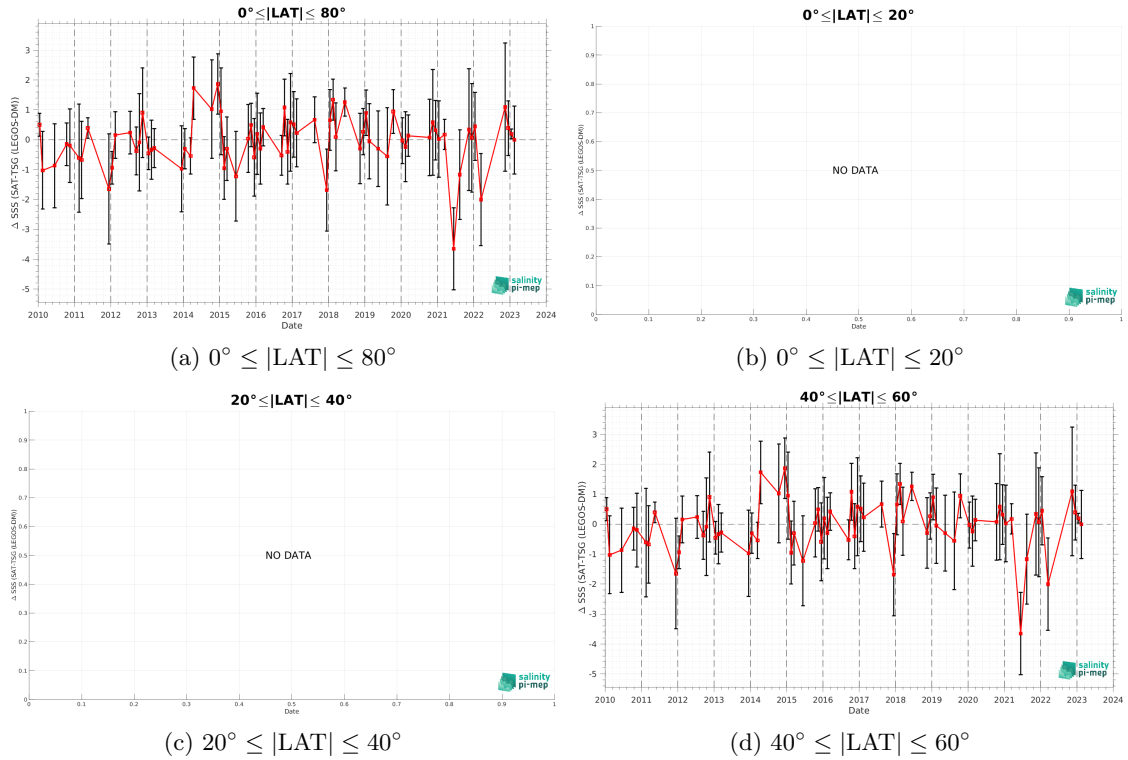 0°≤|LAT|≤ 80°
Δ SSS (SAT-TSG (LEGOS-DM))
3
2
1
0
-1
-2
-3
-4
-5
2010 2011 2012 2013 2014 2015 2016 2017 2018 2019 2020 2021 2022 2023 2024
Date
salinity
pi-mep
(a) 0° ≤ |LAT| ≤ 80°
0°≤|LAT|≤ 20°
Δ SSS (SAT-TSG (LEGOS-DM))
1
0.9
0.8
0.7
0.6
0.5
0.4
0.3
0.2
0.1
0
NO DATA
0 0.1 0.2 0.3 0.4 0.5 0.6 0.7 0.8 0.9 1
Date
salinity
pi-mep
(b) 0° ≤ |LAT| ≤ 20°
20°≤|LAT|≤ 40°
Δ SSS (SAT-TSG (LEGOS-DM))
1
0.9
0.8
0.7
0.6
0.5
0.4
0.3
0.2
0.1
0
NO DATA
0 0.1 0.2 0.3 0.4 0.5 0.6 0.7 0.8 0.9 1
Date
salinity
pi-mep
(c) 20° ≤ |LAT| ≤ 40°
40°≤|LAT|≤ 60°
Δ SSS (SAT-TSG (LEGOS-DM))
3
2
1
0
-1
-2
-3
-4
-5
2010 2011 2012 2013 2014 2015 2016 2017 2018 2019 2020 2021 2022 2023 2024
Date
salinity
pi-mep
(d) 40° ≤ |LAT| ≤ 60°